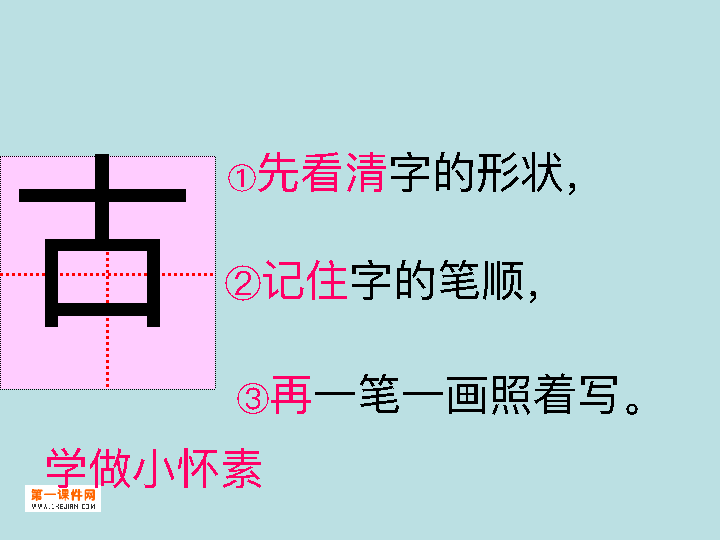 古
①先看清字的形状，
②记住字的笔顺，
③再一笔一画照着写。
学做小怀素
第一课件网
WWW.1KEJIAN.COM